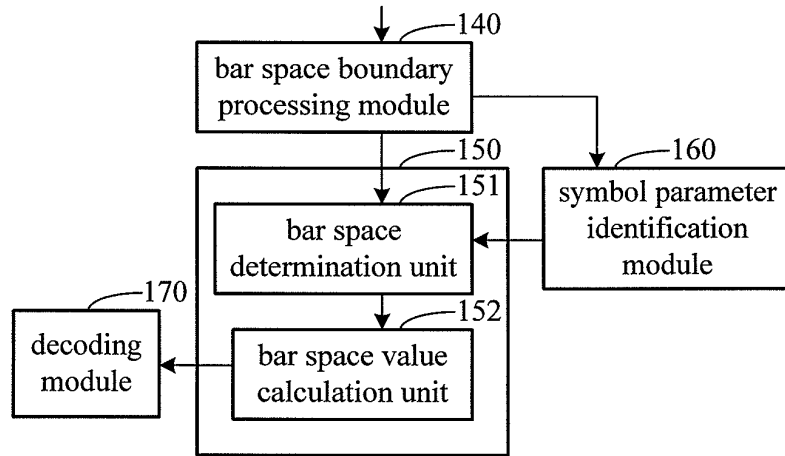 140
bar space boundary
processing module
150
160
151
symbol parameter
identification
module
bar space
determination unit
170
152
decoding
module
bar space value
calculation unit